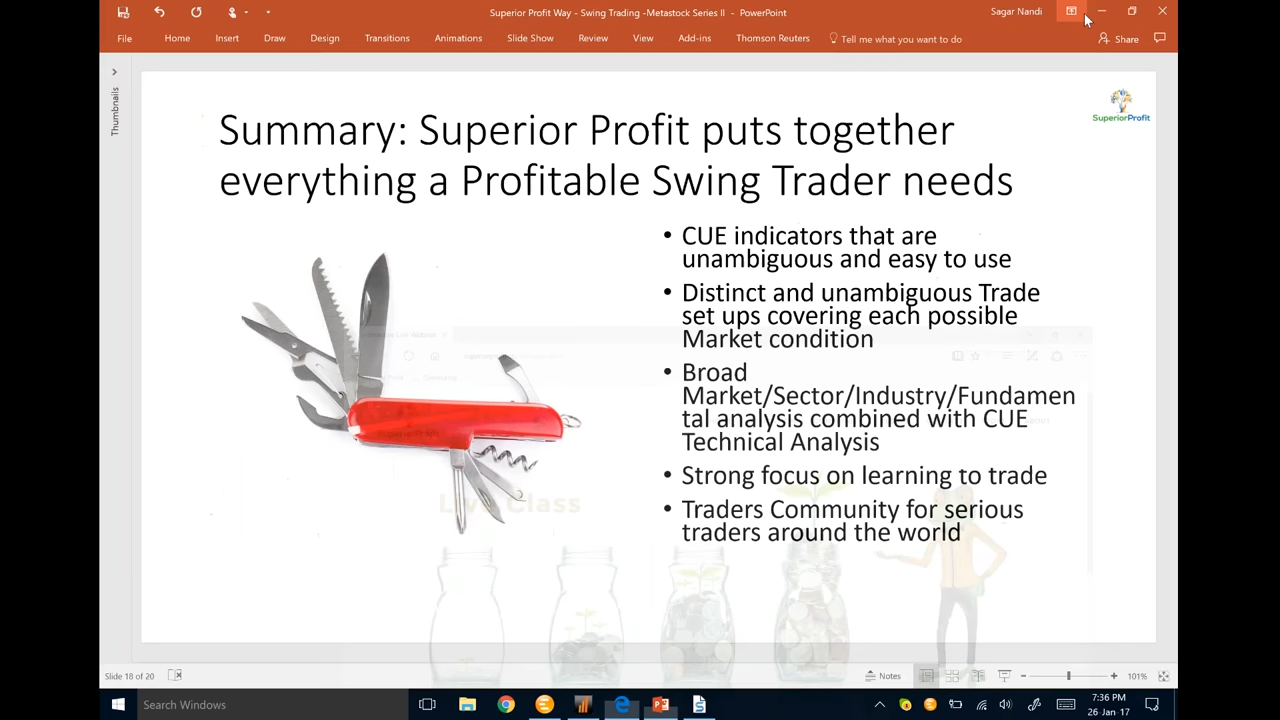 Superior Profit Way - Swing Trading -Metastock Series II - PowerPoint
Sagar Nandi
File Home Insert Draw Design Transitions Animations Slide Show Review View Add-ins Thomson Reuters Tell me what you want to do Share
Thumbnails
SuperiorProfit
Summary: Superior Profit puts together
everything a Profitable Swing Trader needs
• CUE indicators that are
unambiguous and easy to use
• Distinct and unambiguous Trade
set ups covering each possible
Market condition
• Broad
Market/Sector/Industry/Fundamen
tal analysis combined with CUE
Technical Analysis
• Strong focus on learning to trade
• Traders Community for serious
traders around the world
Live Class
Slide 18 of 20
Notes
101%
Search Windows
7:36 PM
26-Jan-17